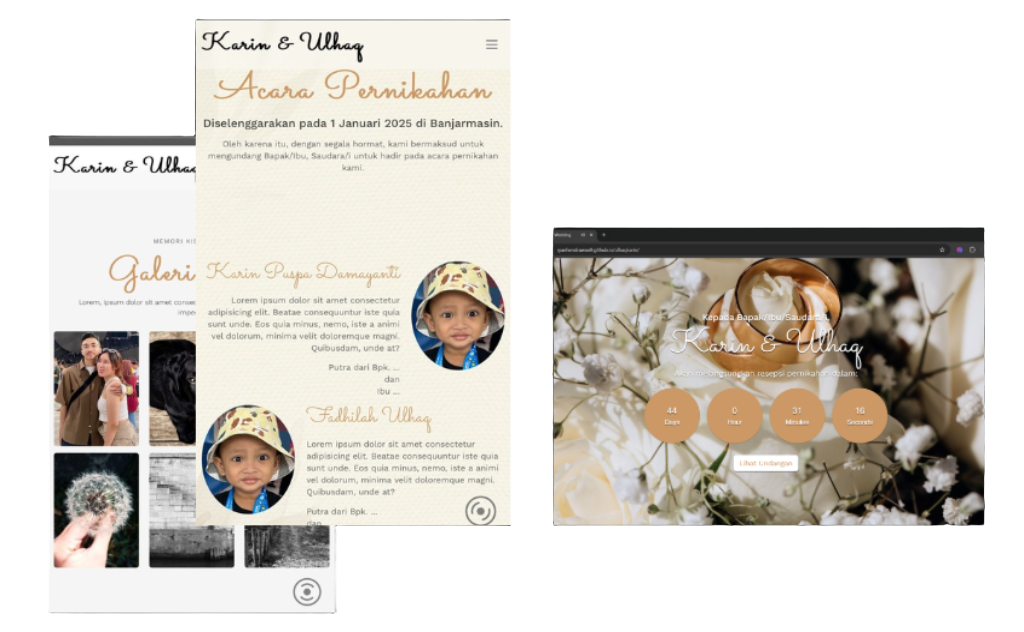 Karin & Ulhaq
Acara Pernikahan
Diselenggarakan pada 1 Januari 2025 di Banjarmasin.
Oleh karena itu, dengan segala hormat, kami bermaksud untuk
mengundang Bapak/Ibu, Saudara/i untuk hadir pada acara pernikahan
kami.
Karin Puspa Damayanti
Lorem ipsum dolor sit amet consectetur
adipisicing elit. Beatae consequuntur iste fugiat
sunt unde. Eos quia minus, nemo, iste a animi
vel dolorum, minima velit doloremque magni.
Quibusdam, unde at?
Putra dari Bpk. ...
dan
Ibu ...
Fadhilah Ulhaq
Lorem ipsum dolor sit amet consectetur
adipisicing elit. Beatae consequuntur iste fugiat
sunt unde. Eos quia minus, nemo, iste a animi
vel dolorum, minima velit doloremque magni.
Quibusdam, unde at?
Putra dari Bpk. ...
dan
Karin & Ulhaq
MEMORI KIS
Galeri
Lorem, ipsum dolor sit amet consec
impe
Wedding
Kepada Bapak/Ibu/Saudara/i,
Karin & Ulhaq
Akan melangsungkan resepsi pernikahan dalam:
44
Days
0
Hour
31
Minutes
16
Seconds
Lihat Undangan